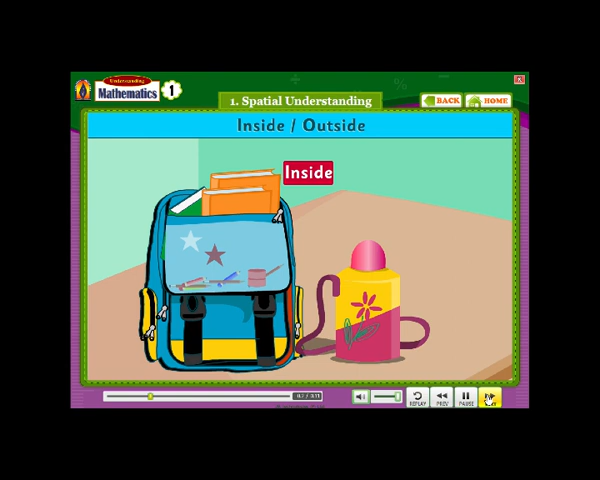 Understanding
Mathematics 1
1. Spatial Understanding
BACK
HOME
Inside / Outside
Inside
REPLAY
PREV
PAUSE